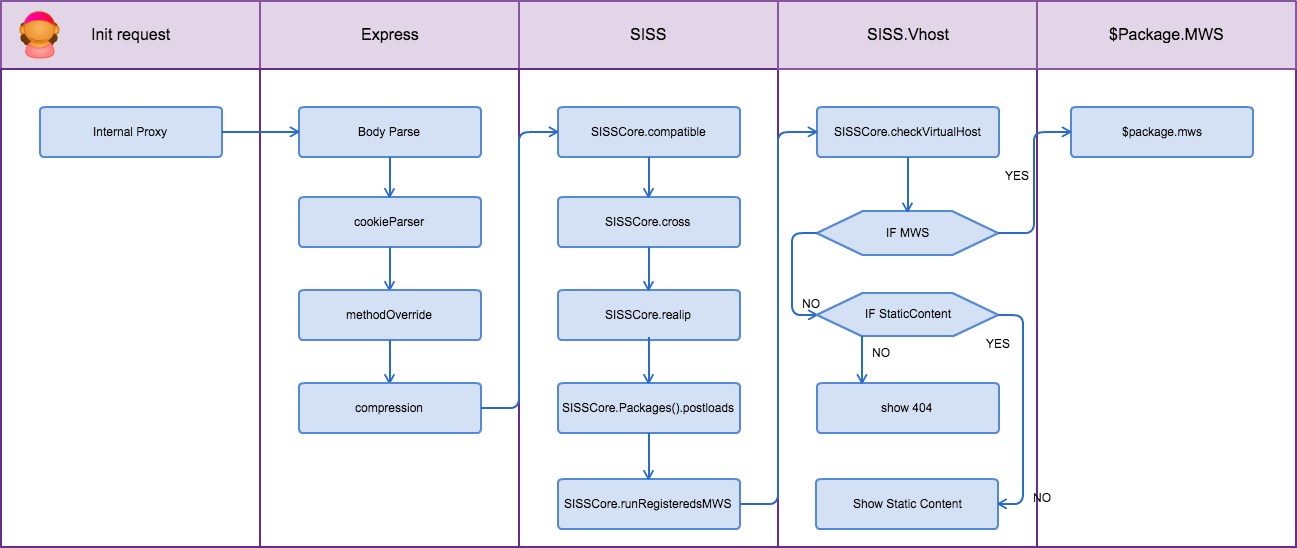 Init request
Express
SISS
SISS.Vhost
$Package.MWS
Internal Proxy
Body Parse
SISSCore.compatible
SISSCore.checkVirtualHost
$package.mws
YES
cookieParser
SISSCore.cross
IF MWS
NO
methodOverride
SISSCore.realip
IF StaticContent
YES
NO
compression
SISSCore.Packages().postloads
show 404
SISSCore.runRegisteredsMWS
Show Static Content
NO